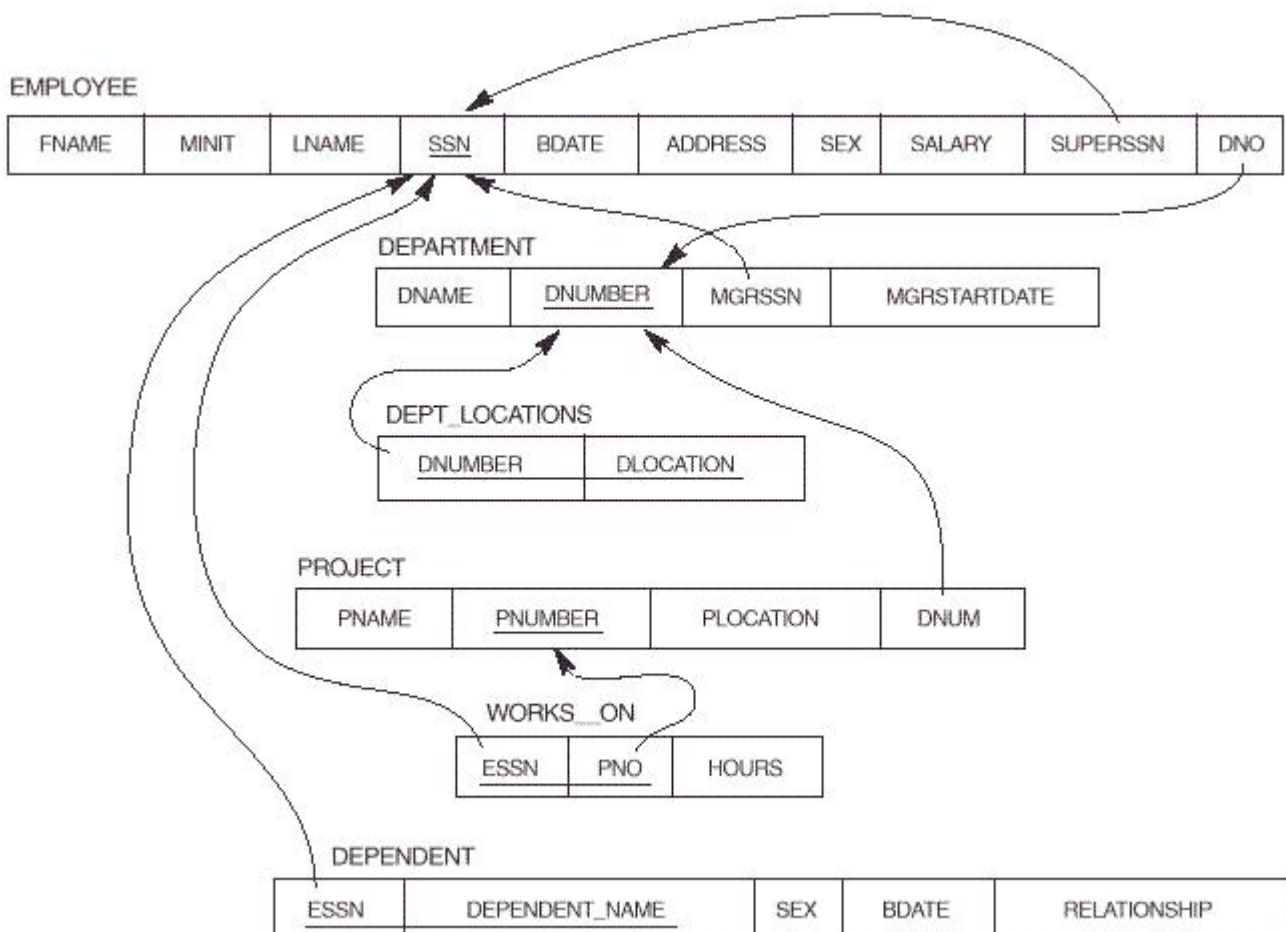 EMPLOYEE
FNAME MINIT LNAME SSN BDATE ADDRESS SEX SALARY SUPERSSN DNO
DEPARTMENT
DNAME DNUMBER MGRSSN MGRSTARTDATE
DEPT_LOCATIONS
DNUMBER DLOCATION
PROJECT
PNAME PNUMBER PLOCATION DNUM
WORKS__ON
ESSN PNO HOURS
DEPENDENT
ESSN DEPENDENT_NAME SEX BDATE RELATIONSHIP